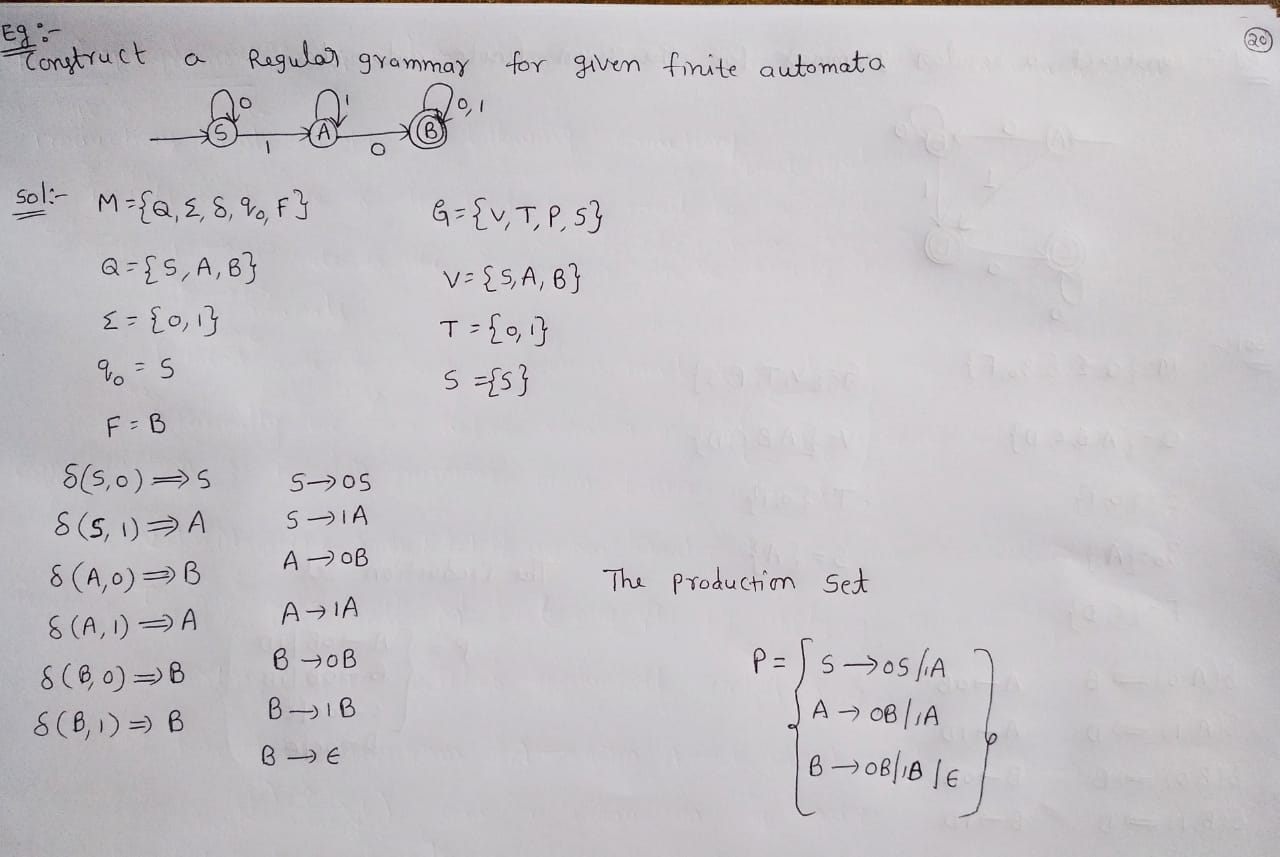 Eg:-
20
Construct a Regular grammar for given finite automata
0 1 0,1
S A B
1 0
Sol:- M={Q, Σ, δ, q₀, F} G={V, T, P, S}
Q={S, A, B} V={S, A, B}
Σ={0, 1} T={0, 1}
q₀ = S S={S}
F = B
δ(S,0) ⟹ S S→0S
δ(S, 1) ⟹ A S→1A
δ(A,0) ⟹ B A→0B
The Production Set
δ(A, 1) ⟹ A A→1A
δ(B,0) ⟹ B B→0B P= { S→0S/1A
δ(B,1) ⟹ B B→1B A→0B/1A
B→ϵ B→0B/1B/ϵ }